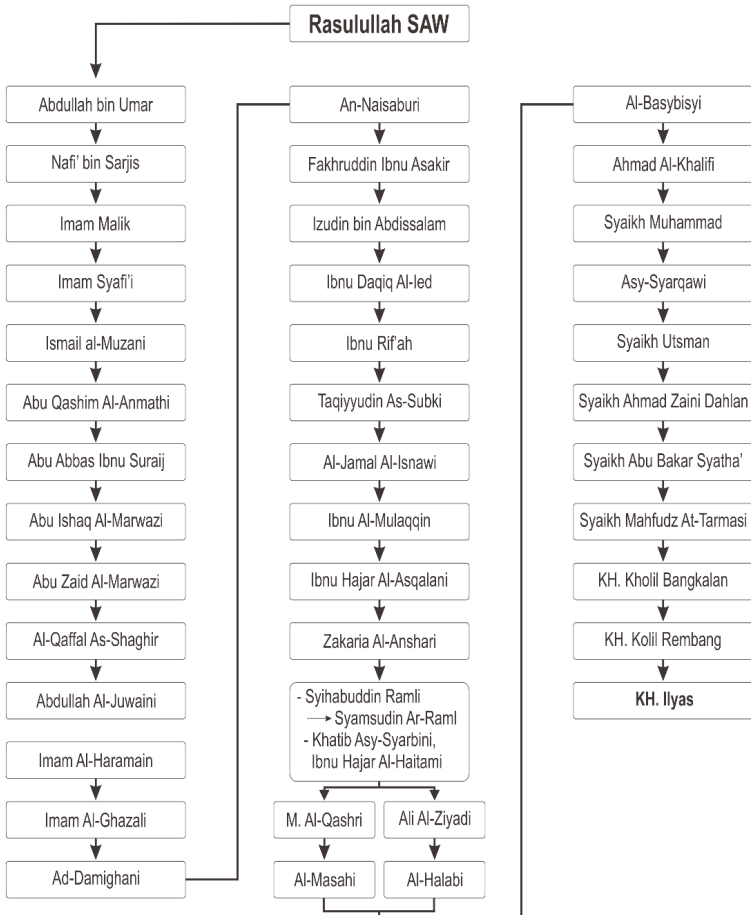 Rasulullah SAW
Abdullah bin Umar
Nafi’ bin Sarjis
Imam Malik
Imam Syafi’i
Ismail al-Muzani
Abu Qashim Al-Anmathi
Abu Abbas Ibnu Suraij
Abu Ishaq Al-Marwazi
Abu Zaid Al-Marwazi
Al-Qaffal As-Shaghir
Abdullah Al-Juwaini
Imam Al-Haramain
Imam Al-Ghazali
Ad-Damighani
An-Naisaburi
Fakhruddin Ibnu Asakir
Izudin bin Abdissalam
Ibnu Daqiq Al-Ied
Ibnu Rif’ah
Taqiyyudin As-Subki
Al-Jamal Al-Isnawi
Ibnu Al-Mulaqqin
Ibnu Hajar Al-Asqalani
Zakaria Al-Anshari
- Syihabuddin Ramli
→ Syamsudin Ar-Raml
- Khatib Asy-Syarbini,
Ibnu Hajar Al-Haitami
M. Al-Qashri
Ali Al-Ziyadi
Al-Masahi
Al-Halabi
Al-Basybisyi
Ahmad Al-Khalifi
Syaikh Muhammad
Asy-Syarqawi
Syaikh Utsman
Syaikh Ahmad Zaini Dahlan
Syaikh Abu Bakar Syatha’
Syaikh Mahfudz At-Tarmasi
KH. Kholil Bangkalan
KH. Kolil Rembang
KH. Ilyas